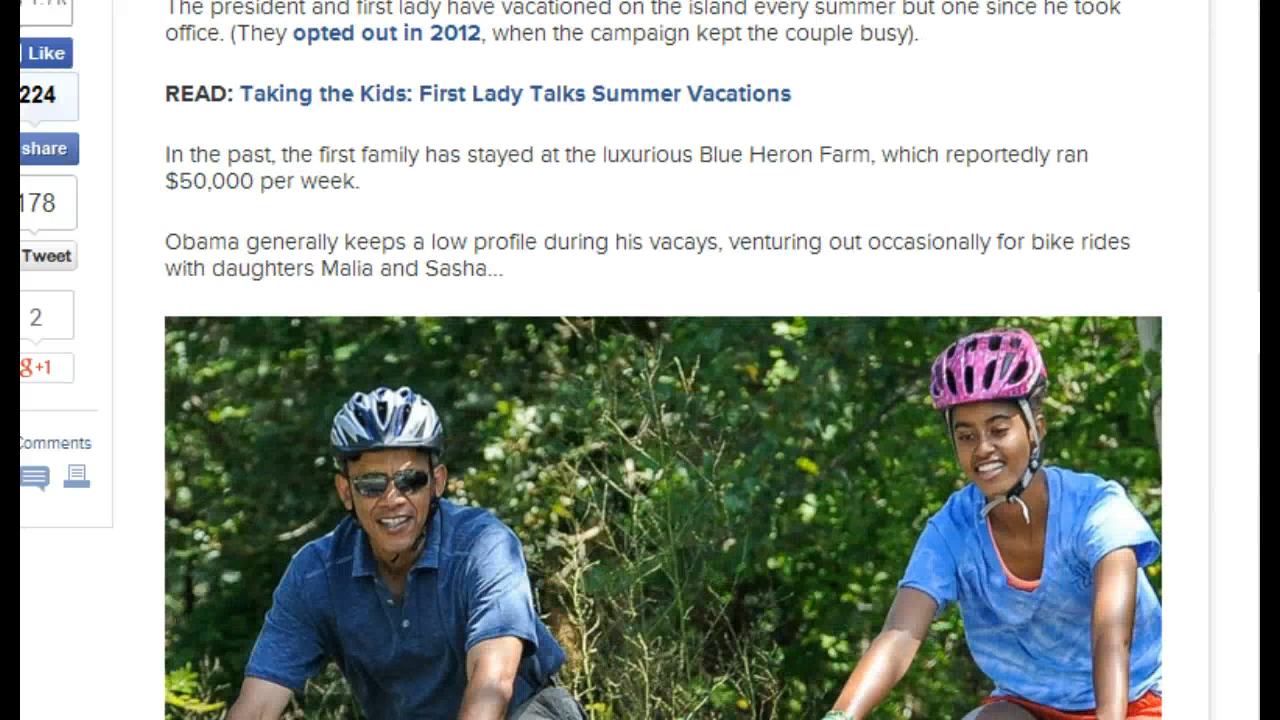 The president and first lady have vacationed on the island every summer but one since he took
office. (They opted out in 2012, when the campaign kept the couple busy).
READ: Taking the Kids: First Lady Talks Summer Vacations
In the past, the first family has stayed at the luxurious Blue Heron Farm, which reportedly ran
$50,000 per week.
Obama generally keeps a low profile during his vacays, venturing out occasionally for bike rides
with daughters Malia and Sasha...
Like
224
share
178
Tweet
2
g+1
Comments